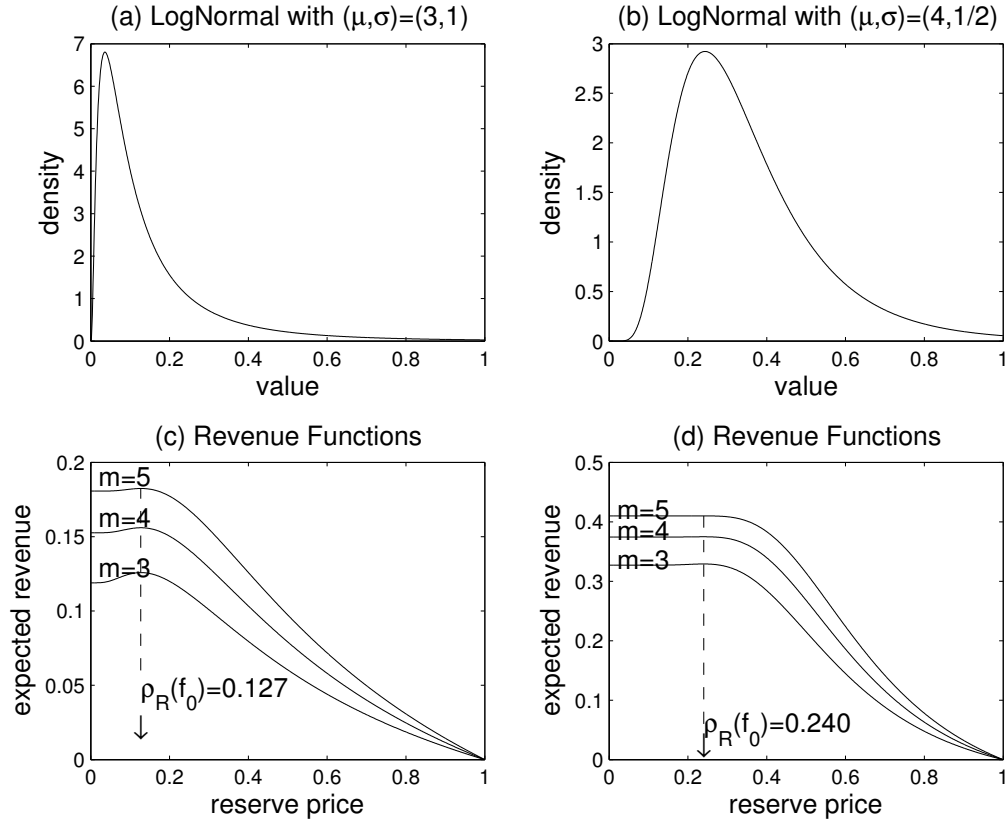 (a) LogNormal with (μ,σ)=(3,1)
7
6
5
4
3
2
1
0
density
0 0.2 0.4 0.6 0.8 1
value
(b) LogNormal with (μ,σ)=(4,1/2)
3
2.5
2
1.5
1
0.5
0
density
0 0.2 0.4 0.6 0.8 1
value
(c) Revenue Functions
0.2
0.15
0.1
0.05
0
expected revenue
m=5
m=4
m=3
ρ_R(f_0)=0.127
0 0.2 0.4 0.6 0.8 1
reserve price
(d) Revenue Functions
0.5
0.4
0.3
0.2
0.1
0
expected revenue
m=5
m=4
m=3
ρ_R(f_0)=0.240
0 0.2 0.4 0.6 0.8 1
reserve price